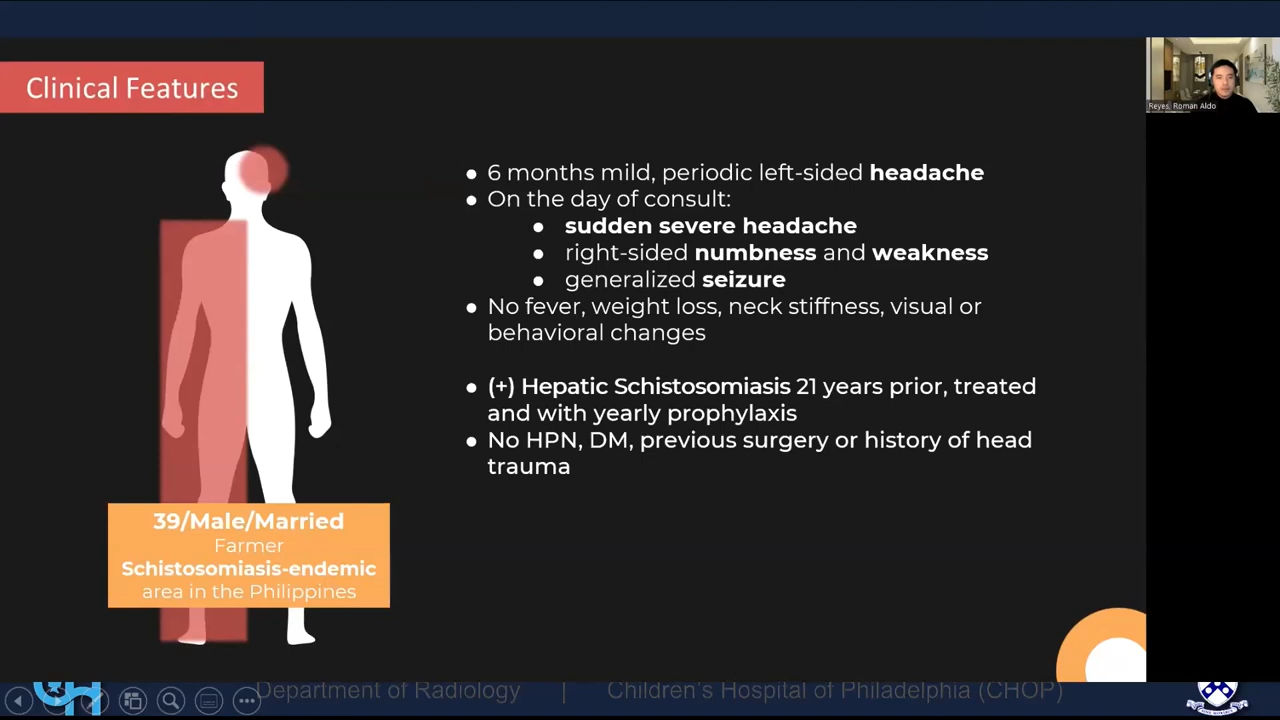 Clinical Features
Reyes, Roman Aldo
● 6 months mild, periodic left-sided headache
● On the day of consult:
● sudden severe headache
● right-sided numbness and weakness
● generalized seizure
● No fever, weight loss, neck stiffness, visual or
behavioral changes
● (+) Hepatic Schistosomiasis 21 years prior, treated
and with yearly prophylaxis
● No HPN, DM, previous surgery or history of head
trauma
39/Male/Married
Farmer
Schistosomiasis-endemic
area in the Philippines
Department of Radiology | Children's Hospital of Philadelphia (CHOP)